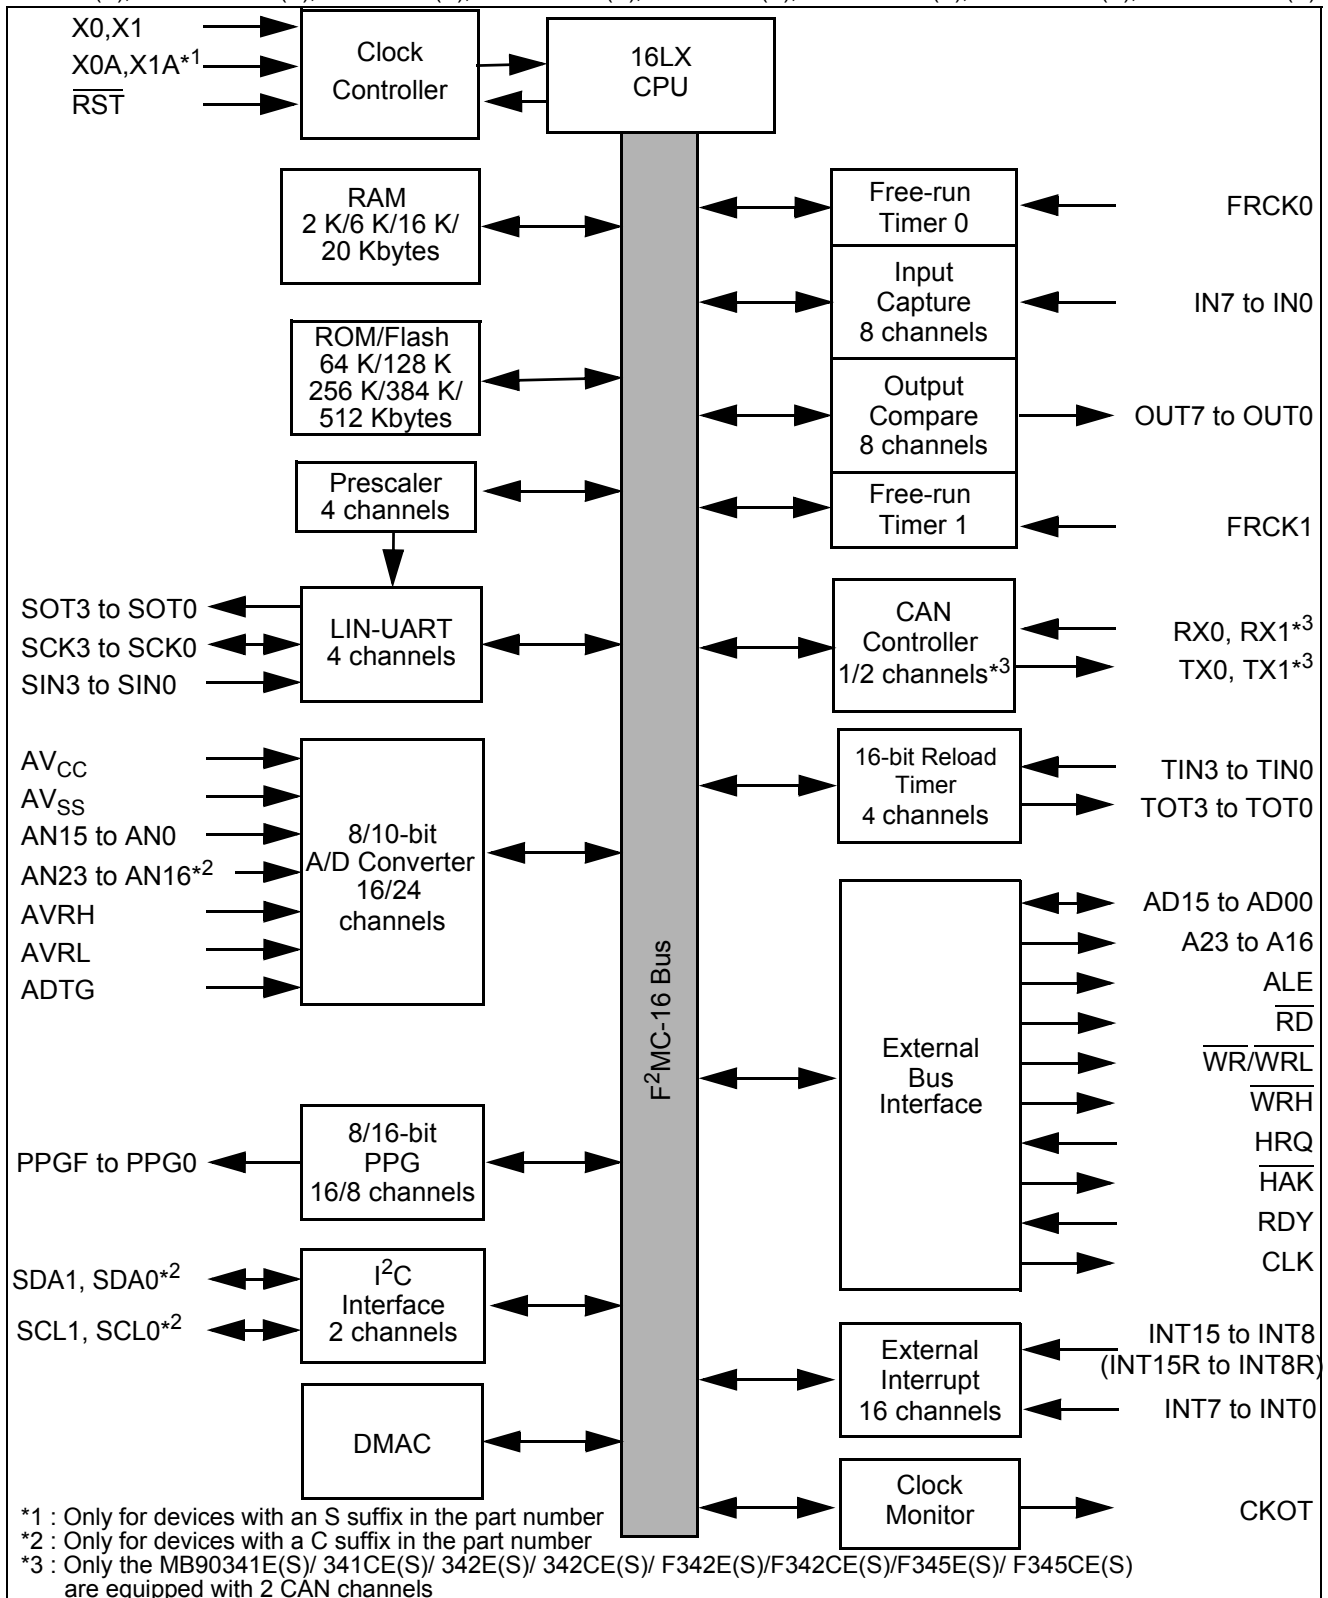 X0,X1
X0A,X1A*1
RST
Clock
Controller
16LX
CPU
RAM
2 K/6 K/16 K/
20 Kbytes
ROM/Flash
64 K/128 K
256 K/384 K/
512 Kbytes
Prescaler
4 channels
SOT3 to SOT0
SCK3 to SCK0
SIN3 to SIN0
LIN-UART
4 channels
AVCC
AVSS
AN15 to AN0
AN23 to AN16*2
AVRH
AVRL
ADTG
8/10-bit
A/D Converter
16/24
channels
PPGF to PPG0
8/16-bit
PPG
16/8 channels
SDA1, SDA0*2
SCL1, SCL0*2
I2C
Interface
2 channels
DMAC
F2MC-16 Bus
Free-run
Timer 0
FRCK0
Input
Capture
8 channels
IN7 to IN0
Output
Compare
8 channels
OUT7 to OUT0
Free-run
Timer 1
FRCK1
CAN
Controller
1/2 channels*3
RX0, RX1*3
TX0, TX1*3
16-bit Reload
Timer
4 channels
TIN3 to TIN0
TOT3 to TOT0
External
Bus
Interface
AD15 to AD00
A23 to A16
ALE
RD
WR/WRL
WRH
HRQ
HAK
RDY
CLK
External
Interrupt
16 channels
INT15 to INT8
(INT15R to INT8R)
INT7 to INT0
Clock
Monitor
CKOT
*1 : Only for devices with an S suffix in the part number
*2 : Only for devices with a C suffix in the part number
*3 : Only the MB90341E(S)/ 341CE(S)/ 342E(S)/ 342CE(S)/ F342E(S)/F342CE(S)/F345E(S)/ F345CE(S)
are equipped with 2 CAN channels